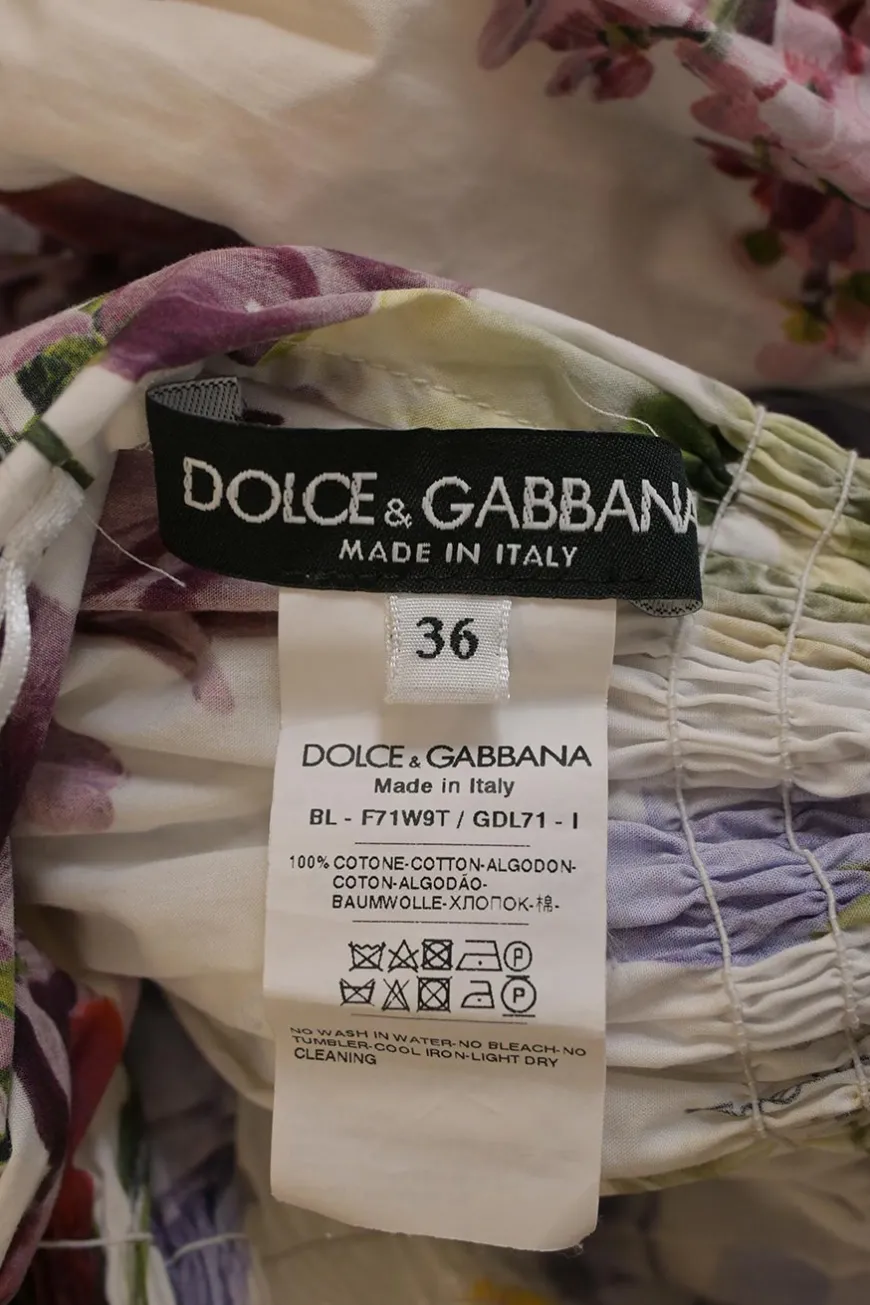 DOLCE & GABBANA
MADE IN ITALY
36
DOLCE & GABBANA
Made in Italy
BL - F71W9T / GDL71 - I
100% COTONE-COTTON-ALGODON-
COTON-ALGODÃO-
BAUMWOLLE-ХЛОПОК-棉-
P
P
NO WASH IN WATER-NO BLEACH-NO
TUMBLER-COOL IRON-LIGHT DRY
CLEANING